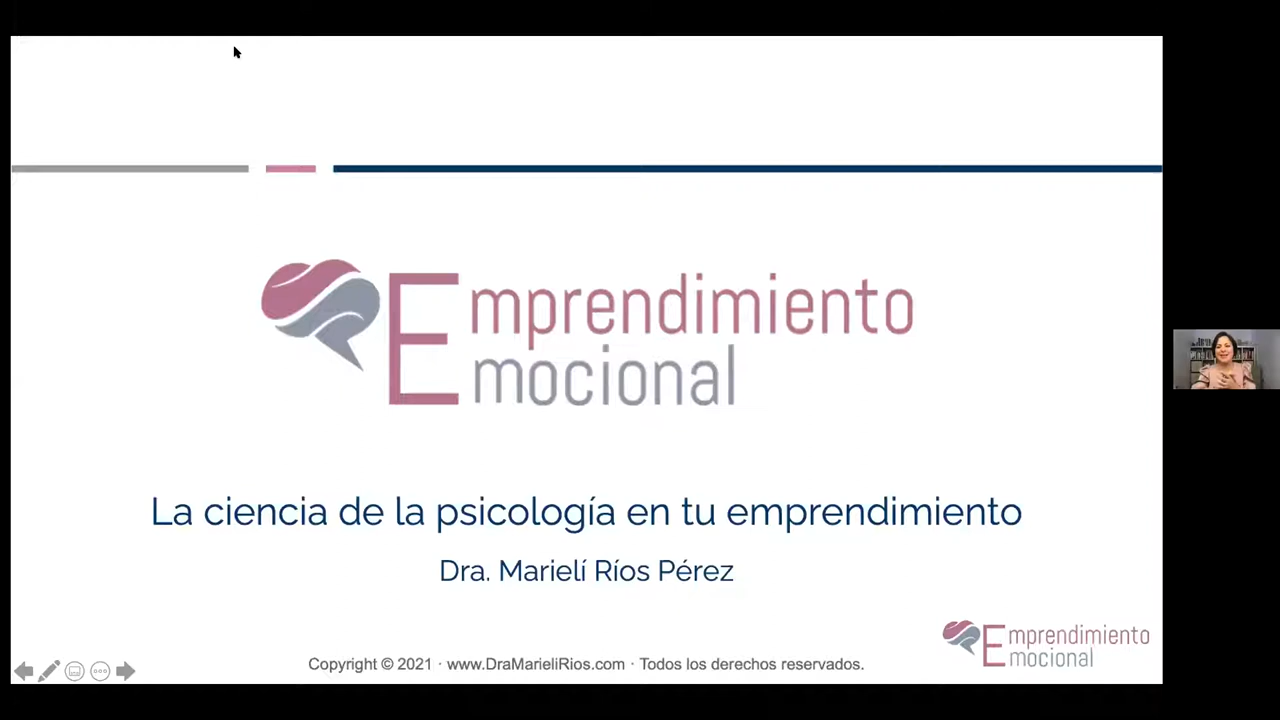 Emprendimiento
Emocional
La ciencia de la psicología en tu emprendimiento
Dra. Marielí Ríos Pérez
Copyright © 2021 · www.DraMarieliRios.com · Todos los derechos reservados.
Emprendimiento
Emocional